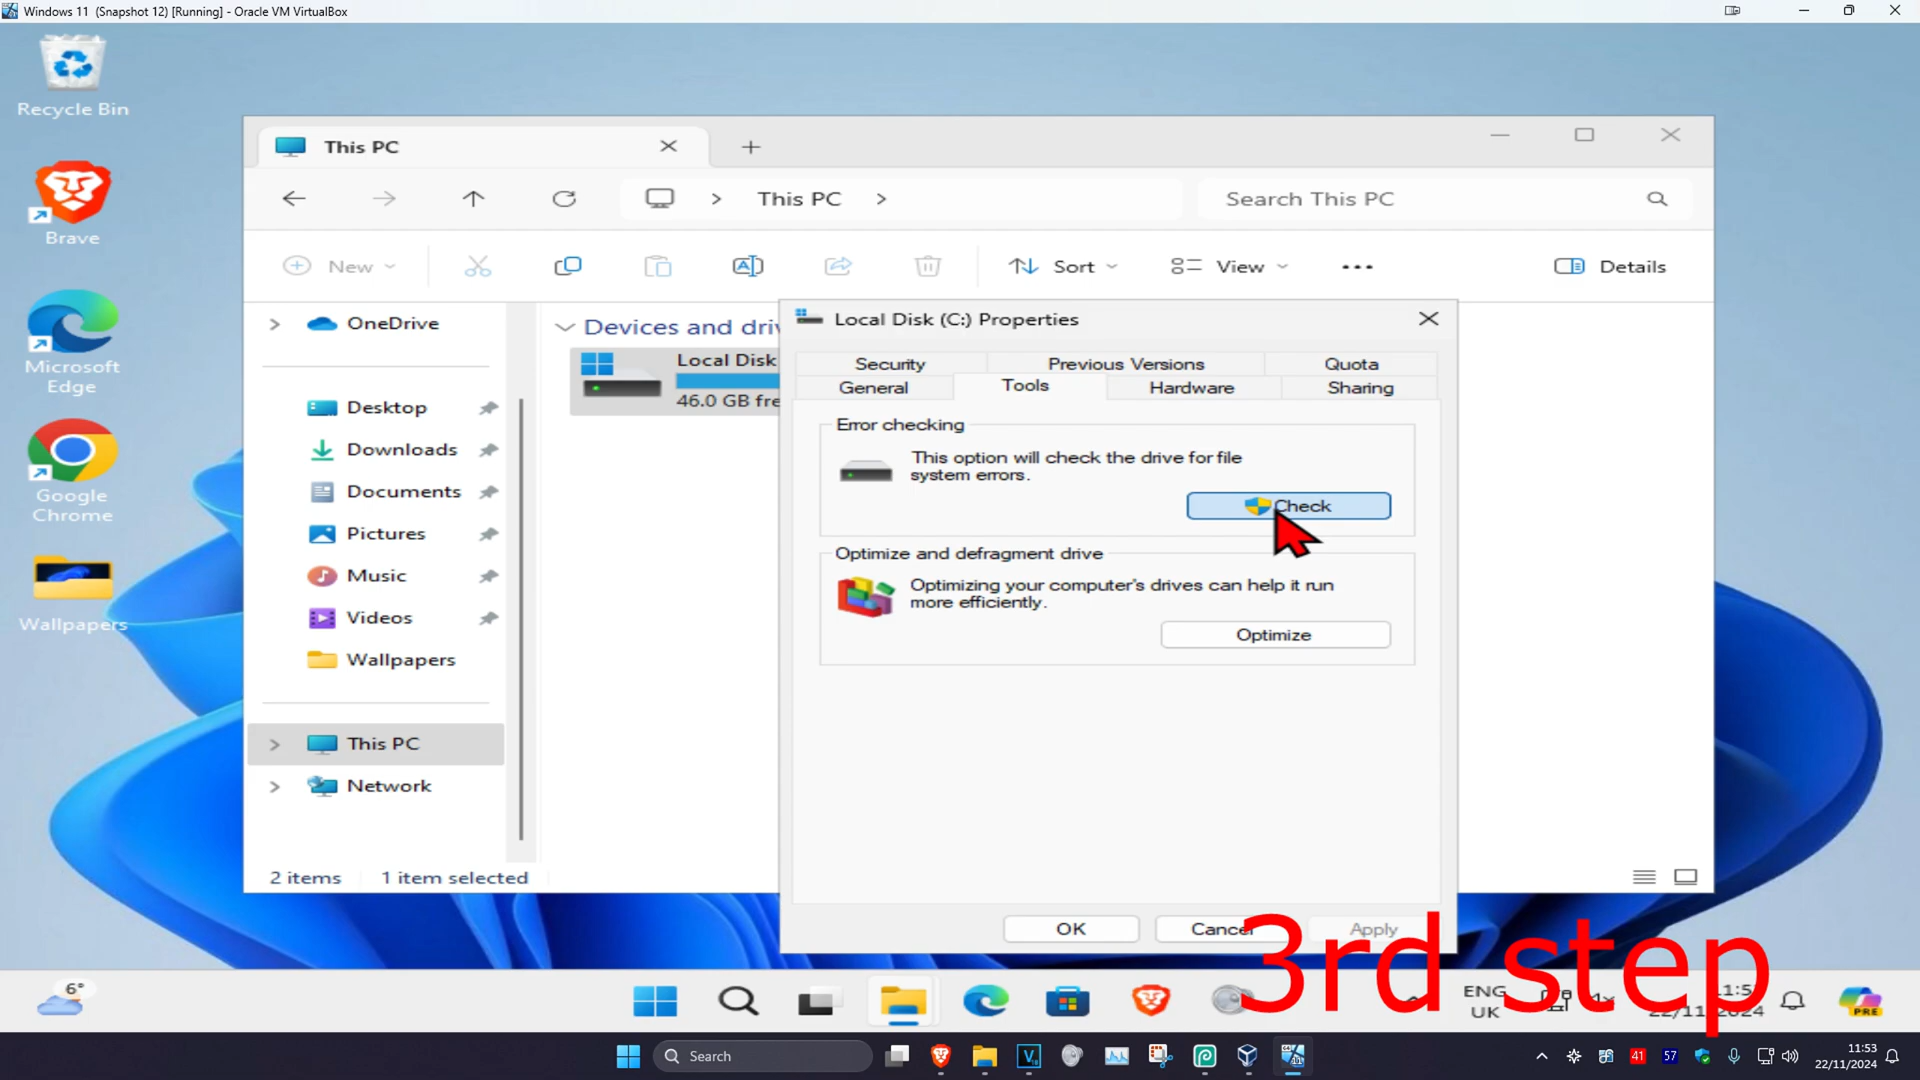 Windows 11 (Snapshot 12) [Running] - Oracle VM VirtualBox
Recycle Bin
Brave
Microsoft
Edge
Google
Chrome
Wallpapers
This PC
This PC
Search This PC
New
Sort
View
Details
OneDrive
Desktop
Downloads
Documents
Pictures
Music
Videos
Wallpapers
This PC
Network
Devices and driv
Local Disk
46.0 GB fre
Local Disk (C:) Properties
Security
Previous Versions
Quota
General
Tools
Hardware
Sharing
Error checking
This option will check the drive for file
system errors.
Check
Optimize and defragment drive
Optimizing your computer's drives can help it run
more efficiently.
Optimize
OK
Cancel
Apply
2 items
1 item selected
3rd step
6°
ENG
UK
PRE
Search
41
57
11:53
22/11/2024